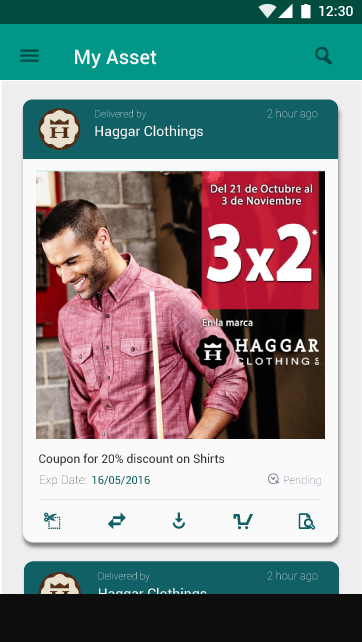 12:30
My Asset
Delivered by
2 hour ago
Haggar Clothings
H
Del 21 de Octubre al
3 de Noviembre
3x2*
En la marca
H
HAGGAR
CLOTHING
Coupon for 20% discount on Shirts
Exp Date: 16/05/2016
Pending
Delivered by
2 hour ago
H
Haggar Clothings